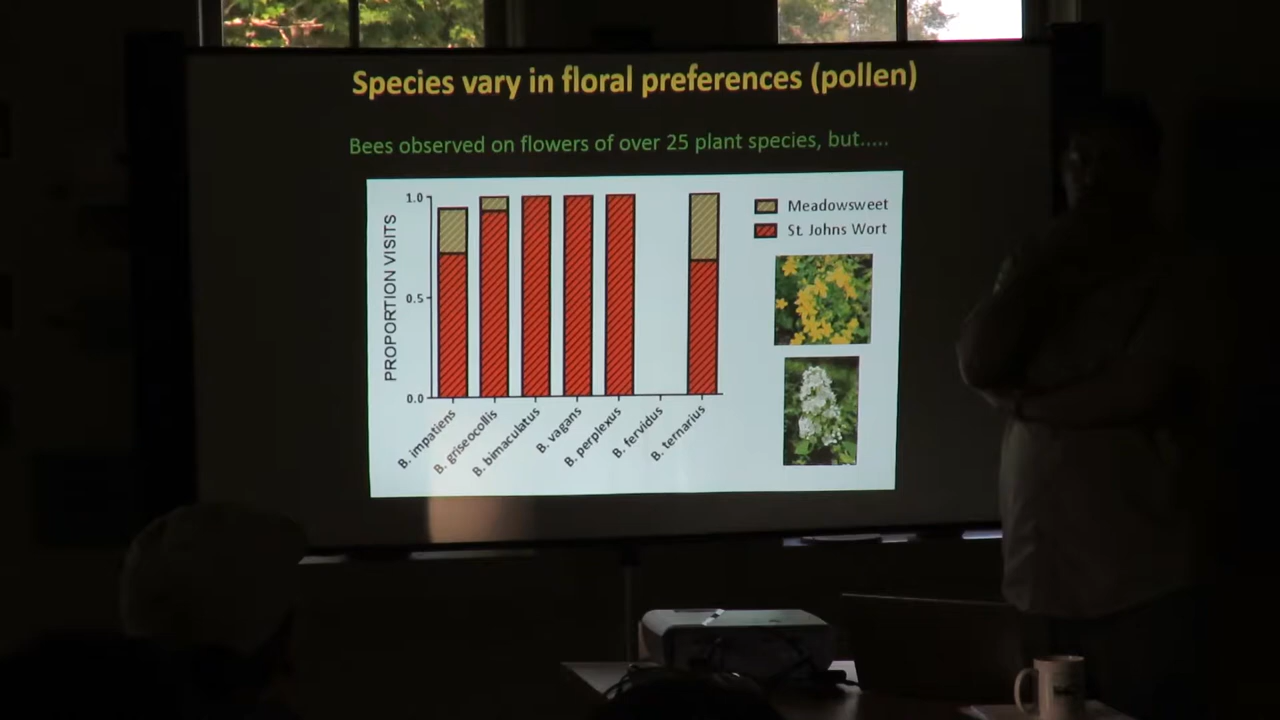 Species vary in floral preferences (pollen)
Bees observed on flowers of over 25 plant species, but.....
PROPORTION VISITS
1.0
0.5
0.0
B. impatiens
B. griseocollis
B. bimaculatus
B. vagans
B. perplexus
B. fervidus
B. ternarius
Meadowsweet
St. Johns Wort